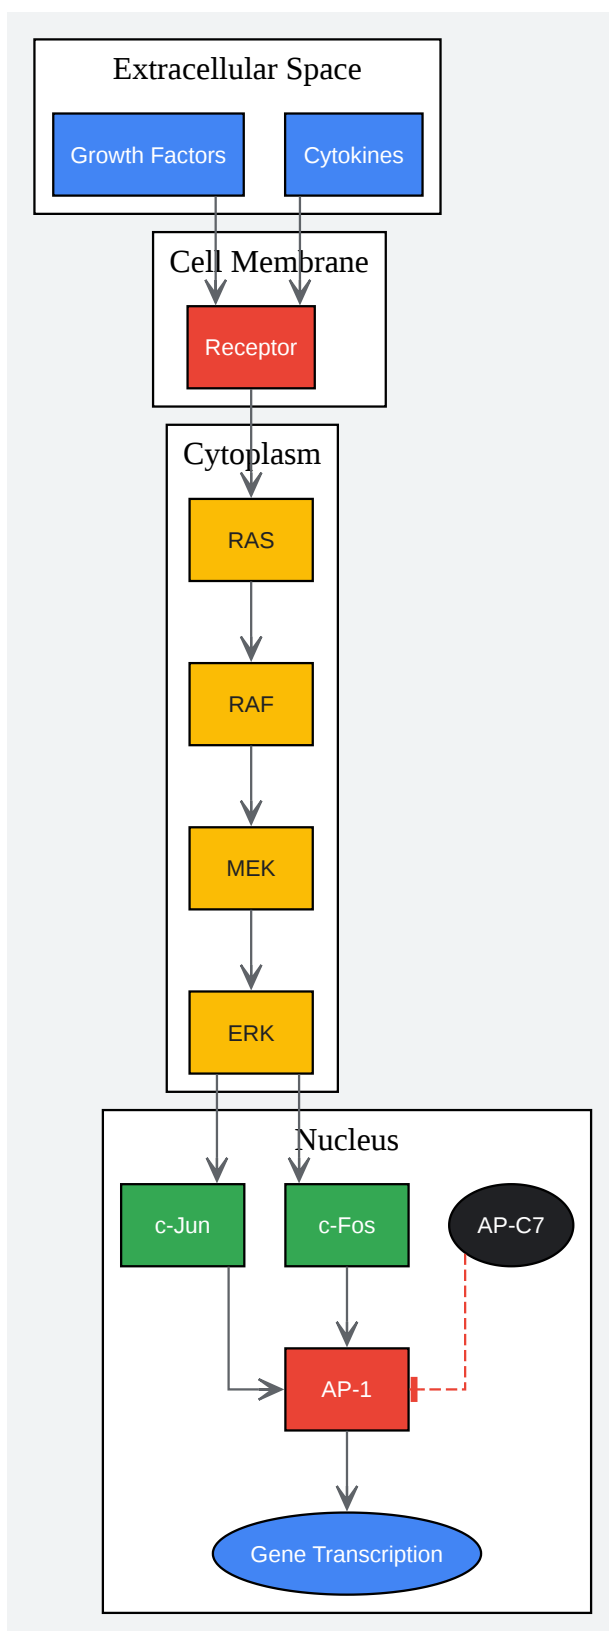 Extracellular Space
Growth Factors
Cytokines
Cell Membrane
Receptor
Cytoplasm
RAS
RAF
MEK
ERK
Nucleus
c-Jun
c-Fos
AP-C7
AP-1
Gene Transcription